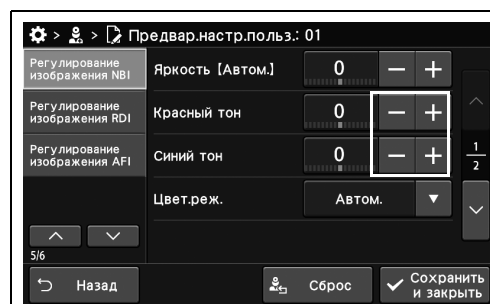 > > Предвар.настр.польз.: 01
Регулирование
изображения NBI
Яркость [Автом.]
0
− +
Регулирование
изображения RDI
Красный тон
0
− +
Регулирование
изображения AFI
Синий тон
0
− +
1
2
Цвет.реж.
Автом.
5/6
Назад
Сброс
Сохранить
и закрыть